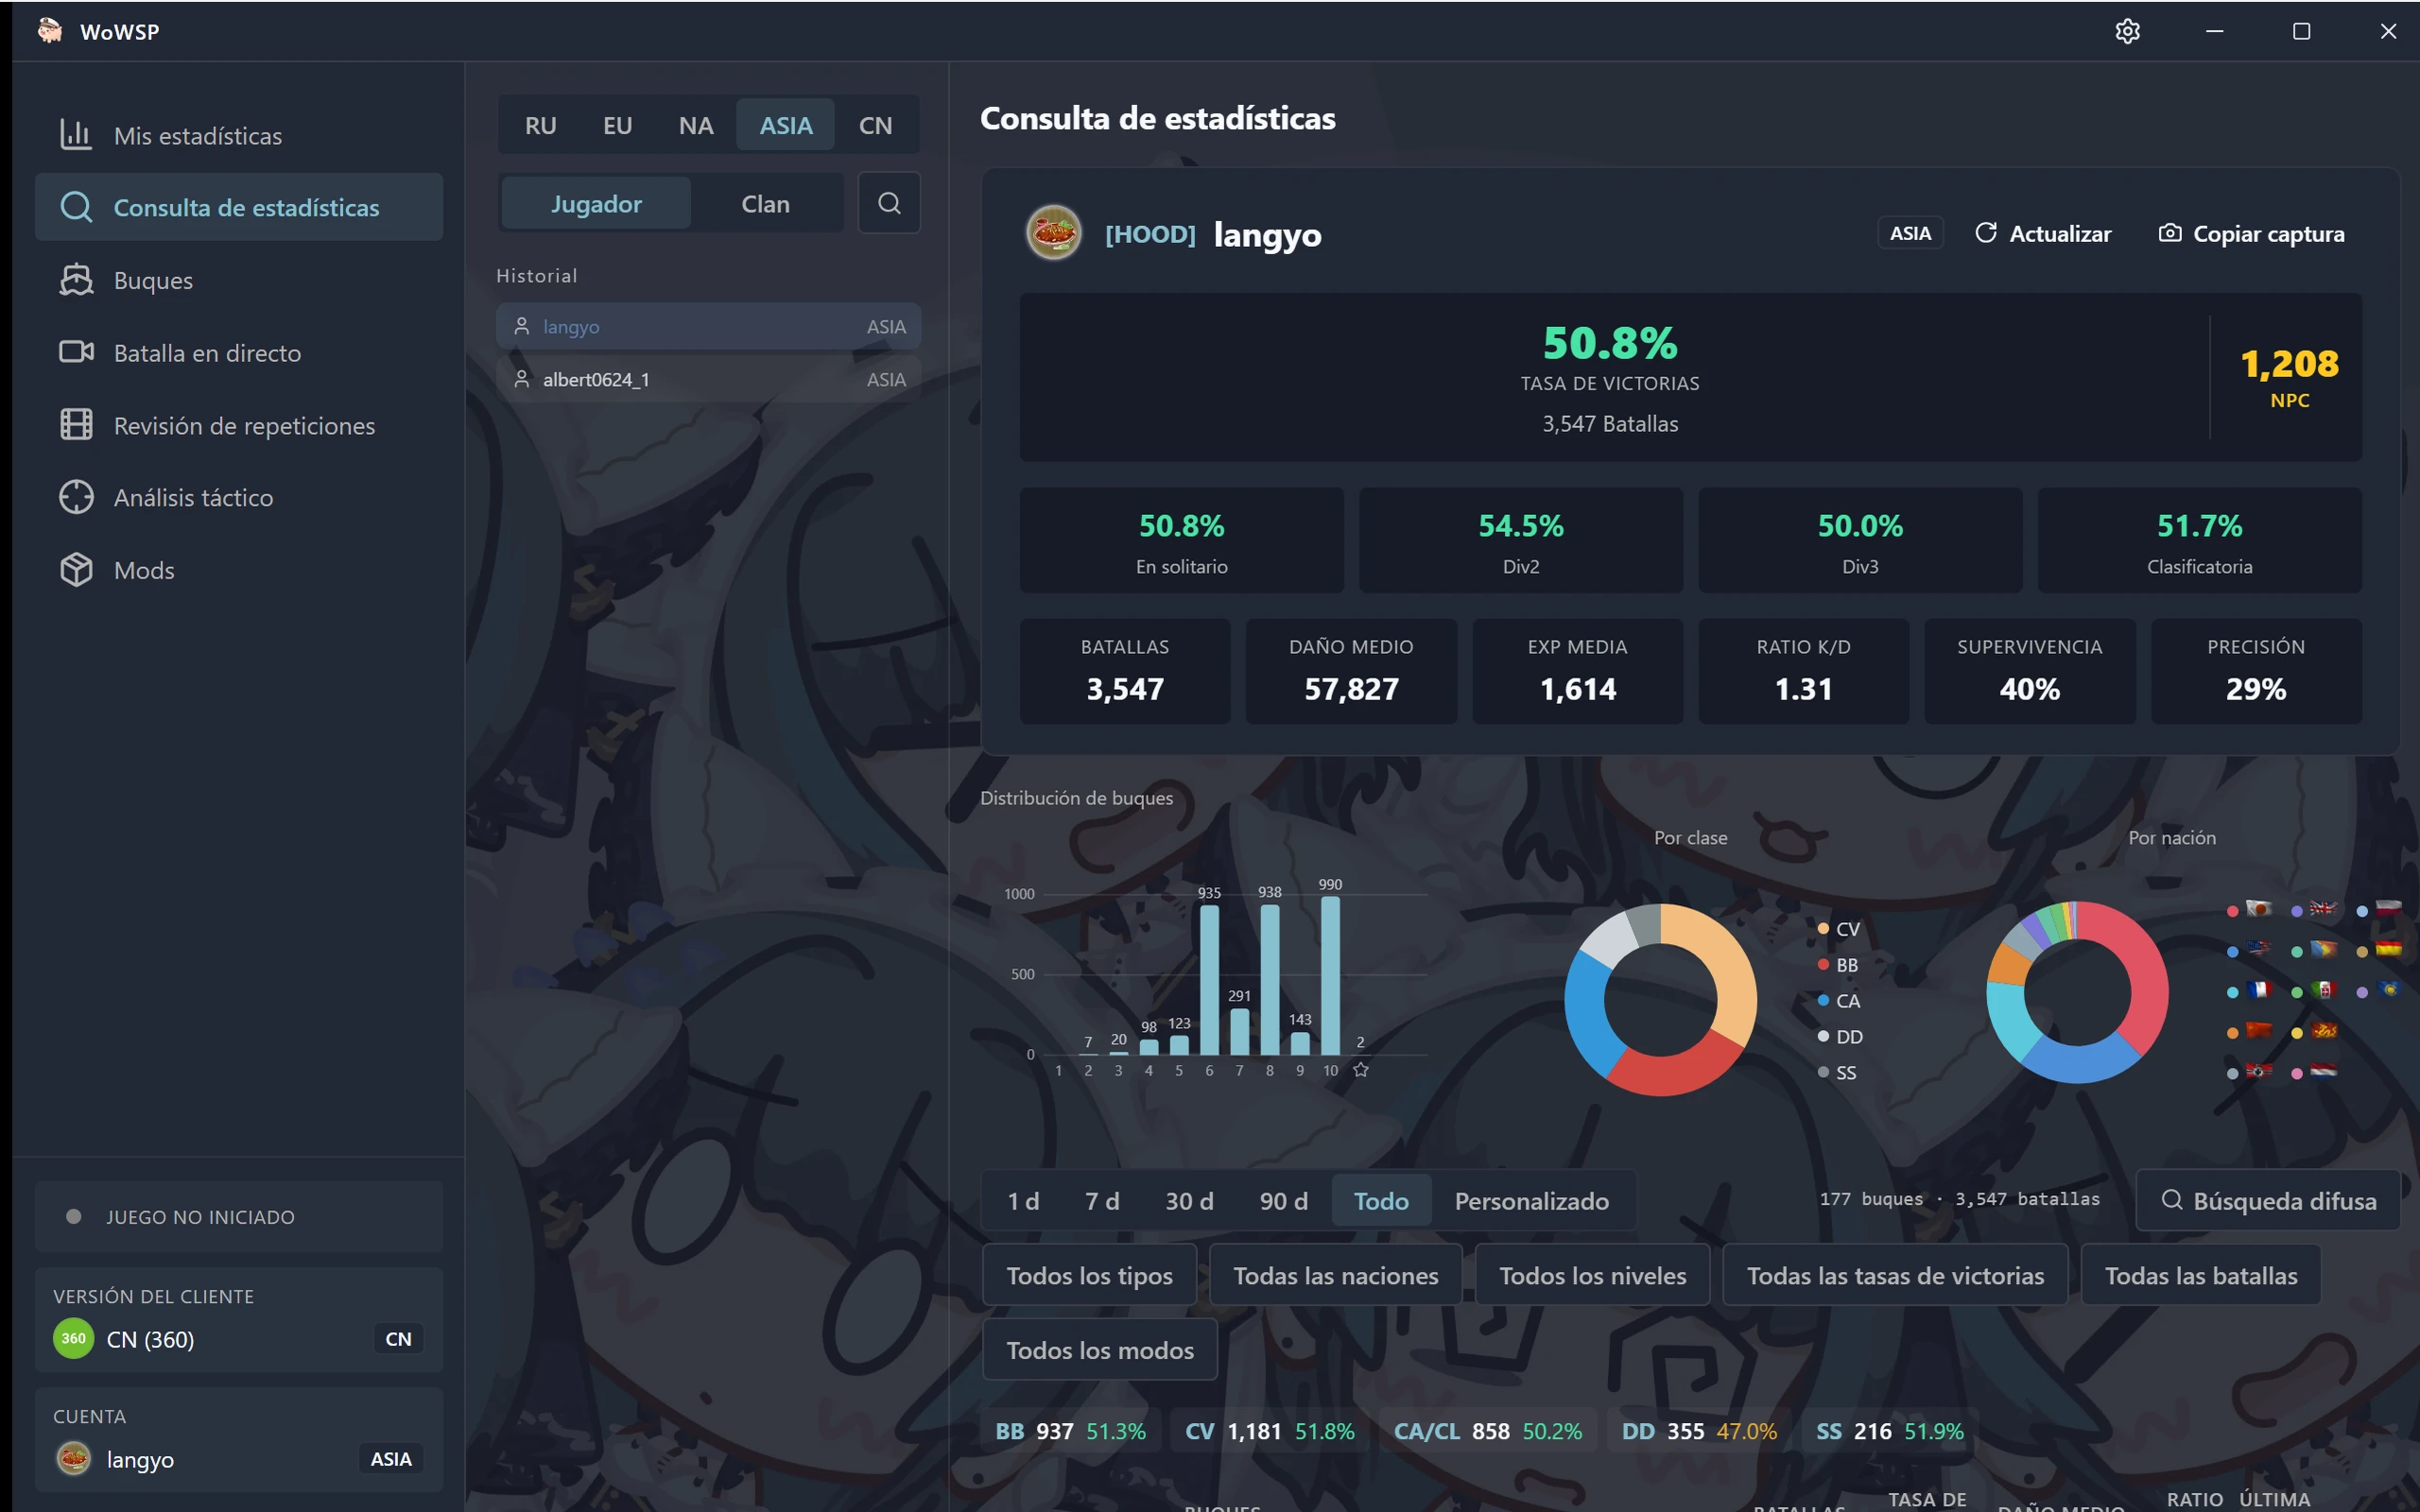 WoWSP
Mis estadísticas
Consulta de estadísticas
Buques
Batalla en directo
Revisión de repeticiones
Análisis táctico
Mods
JUEGO NO INICIADO
VERSIÓN DEL CLIENTE
360 CN (360) CN
CUENTA
langyo ASIA
RU EU NA ASIA CN
Jugador Clan
Historial
langyo ASIA
albert0624_1 ASIA
Consulta de estadísticas
[HOOD] langyo ASIA Actualizar Copiar captura
50.8%
TASA DE VICTORIAS
3,547 Batallas
1,208
NPC
50.8% 54.5% 50.0% 51.7%
En solitario Div2 Div3 Clasificatoria
BATALLAS DAÑO MEDIO EXP MEDIA RATIO K/D SUPERVIVENCIA PRECISIÓN
3,547 57,827 1,614 1.31 40% 29%
Distribución de buques
1000
500
0
7 20 98 123 935 291 938 143 990 2
1 2 3 4 5 6 7 8 9 10
Por clase
CV
BB
CA
DD
SS
Por nación
1 d 7 d 30 d 90 d Todo Personalizado
177 buques · 3,547 batallas
Búsqueda difusa
Todos los tipos Todas las naciones Todos los niveles Todas las tasas de victorias Todas las batallas
Todos los modos
BB 937 51.3% CV 1,181 51.8% CA/CL 858 50.2% DD 355 47.0% SS 216 51.9%
BUQUES BATALLAS TASA DE DAÑO MEDIO RATIO ÚLTIMA